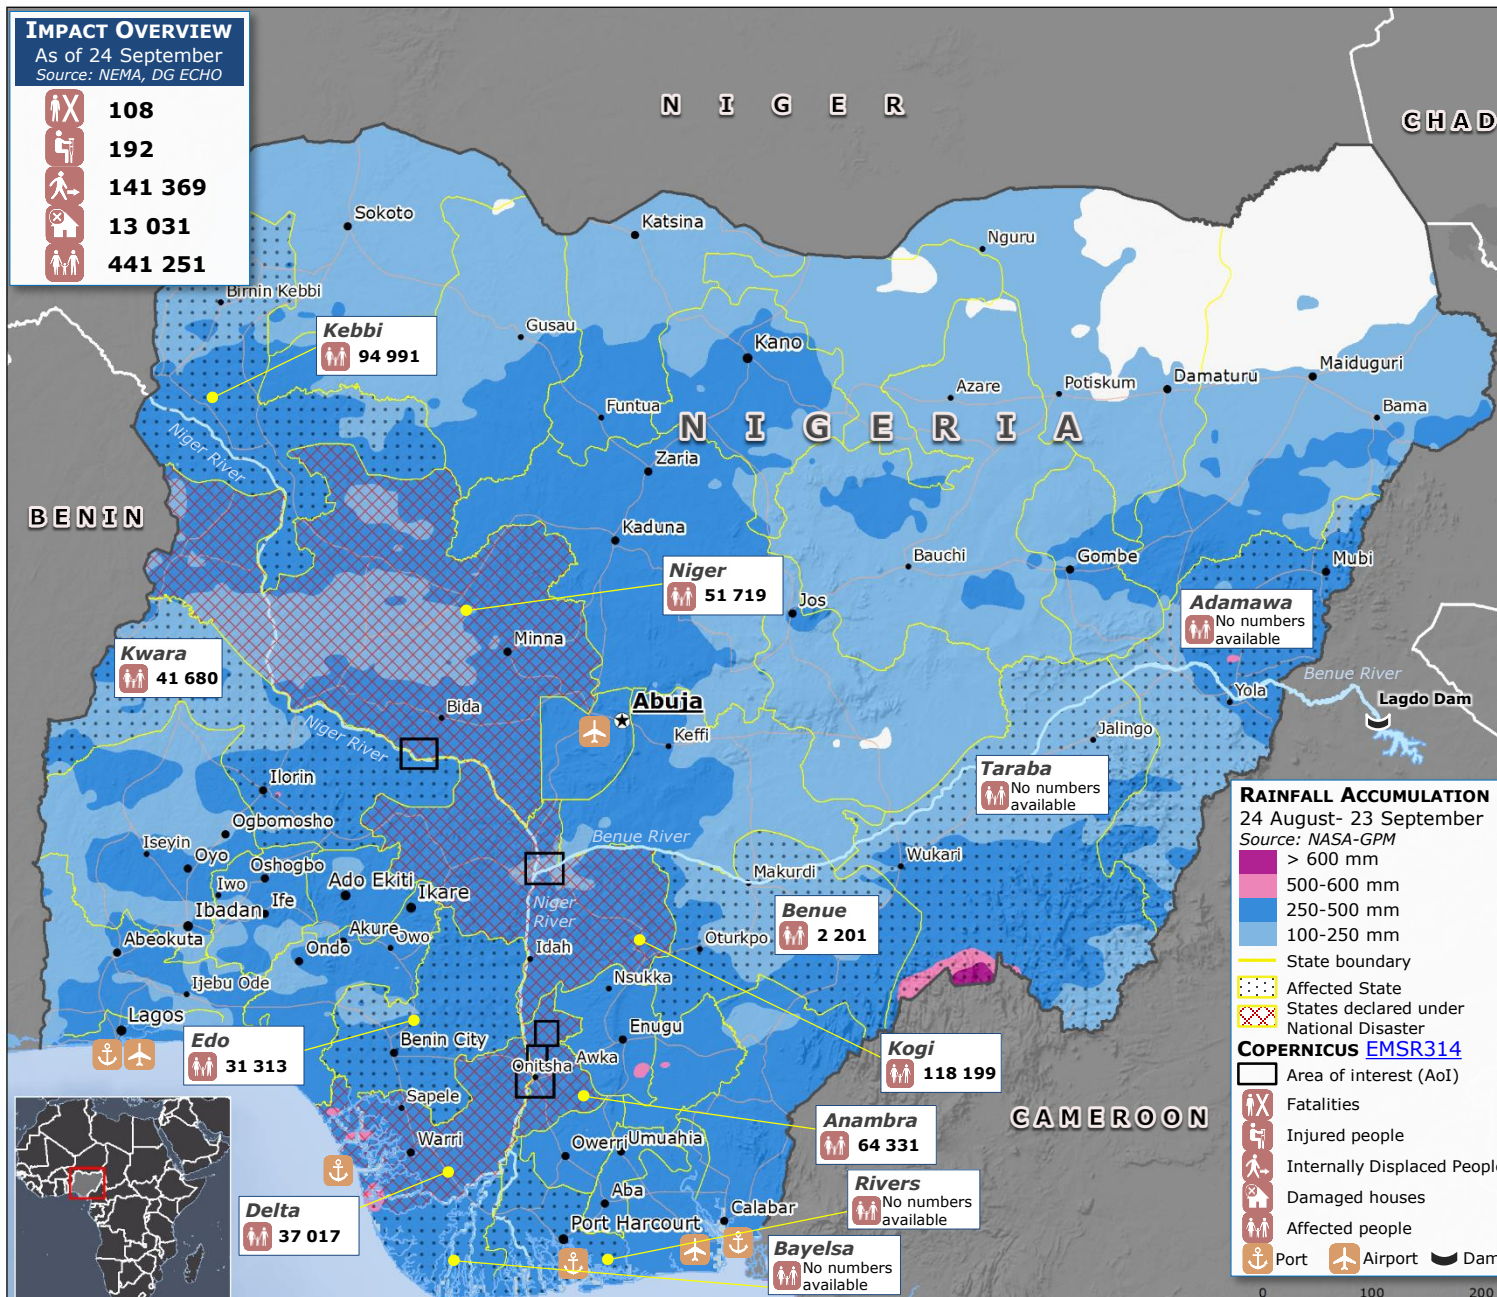 IMPACT OVERVIEW
As of 24 September
Source: NEMA, DG ECHO
108
192
141 369
13 031
441 251
N I G E R
CHAD
Sokoto
Katsina
Nguru
Birnin Kebbi
Kebbi
94 991
Gusau
Kano
Maiduguri
Azare
Potiskum
Damaturu
Bama
Funtua
N I G E R I A
Niger River
Zaria
BENIN
Kaduna
Bauchi
Gombe
Mubi
Niger
51 719
Jos
Adamawa
No numbers
available
Minna
Kwara
41 680
Benue River
Yola
Lagdo Dam
Abuja
Bida
Niger River
Keffi
Jalingo
Taraba
No numbers
available
Ilorin
Ogbomosho
Benue River
Iseyin
Oyo
Oshogbo
Wukari
Makurdi
Iwo
Ado Ekiti
Ikare
Ife
Ibadan
Niger
River
Benue
2 201
Akure
Owo
Abeokuta
Ondo
Idah
Oturkpo
Ijebu Ode
Nsukka
Lagos
Enugu
Edo
31 313
Benin City
Kogi
118 199
Onitsha
Awka
Sapele
Anambra
64 331
CAMEROON
Warri
Owerri
Umuahia
Rivers
No numbers
available
Aba
Delta
37 017
Calabar
Port Harcourt
Bayelsa
No numbers
available
RAINFALL ACCUMULATION
24 August- 23 September
Source: NASA-GPM
> 600 mm
500-600 mm
250-500 mm
100-250 mm
State boundary
Affected State
States declared under
National Disaster
COPERNICUS EMSR314
Area of interest (AoI)
Fatalities
Injured people
Internally Displaced People
Damaged houses
Affected people
Port Airport Dam
0 100 200